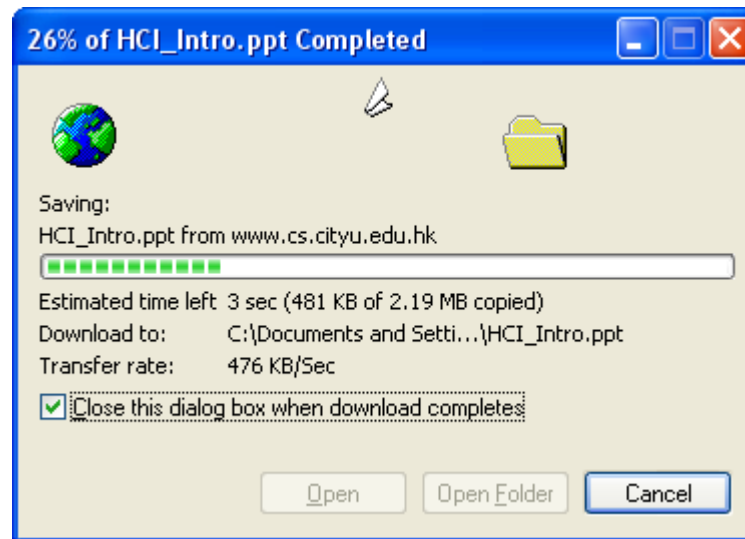 26% of HCI_Intro.ppt Completed
Saving:
HCI_Intro.ppt from www.cs.cityu.edu.hk
Estimated time left 3 sec (481 KB of 2.19 MB copied)
Download to: C:\Documents and Setti...\HCI_Intro.ppt
Transfer rate: 476 KB/Sec
Close this dialog box when download completes
Open Open Folder Cancel